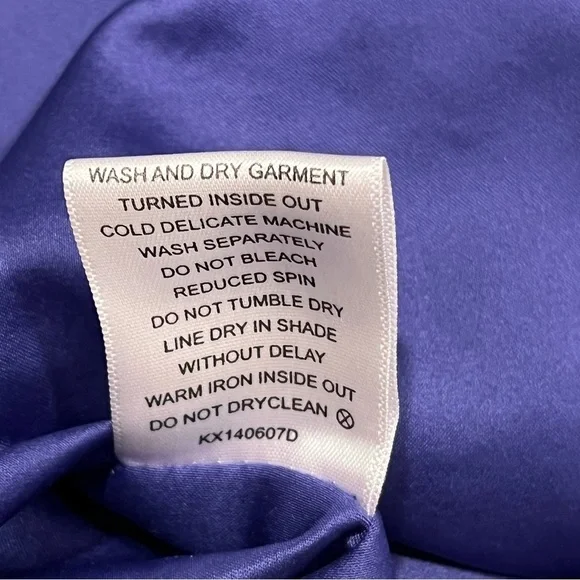 WASH AND DRY GARMENT
TURNED INSIDE OUT
COLD DELICATE MACHINE
WASH SEPARATELY
DO NOT BLEACH
REDUCED SPIN
DO NOT TUMBLE DRY
LINE DRY IN SHADE
WITHOUT DELAY
WARM IRON INSIDE OUT
DO NOT DRYCLEAN
KX140607D